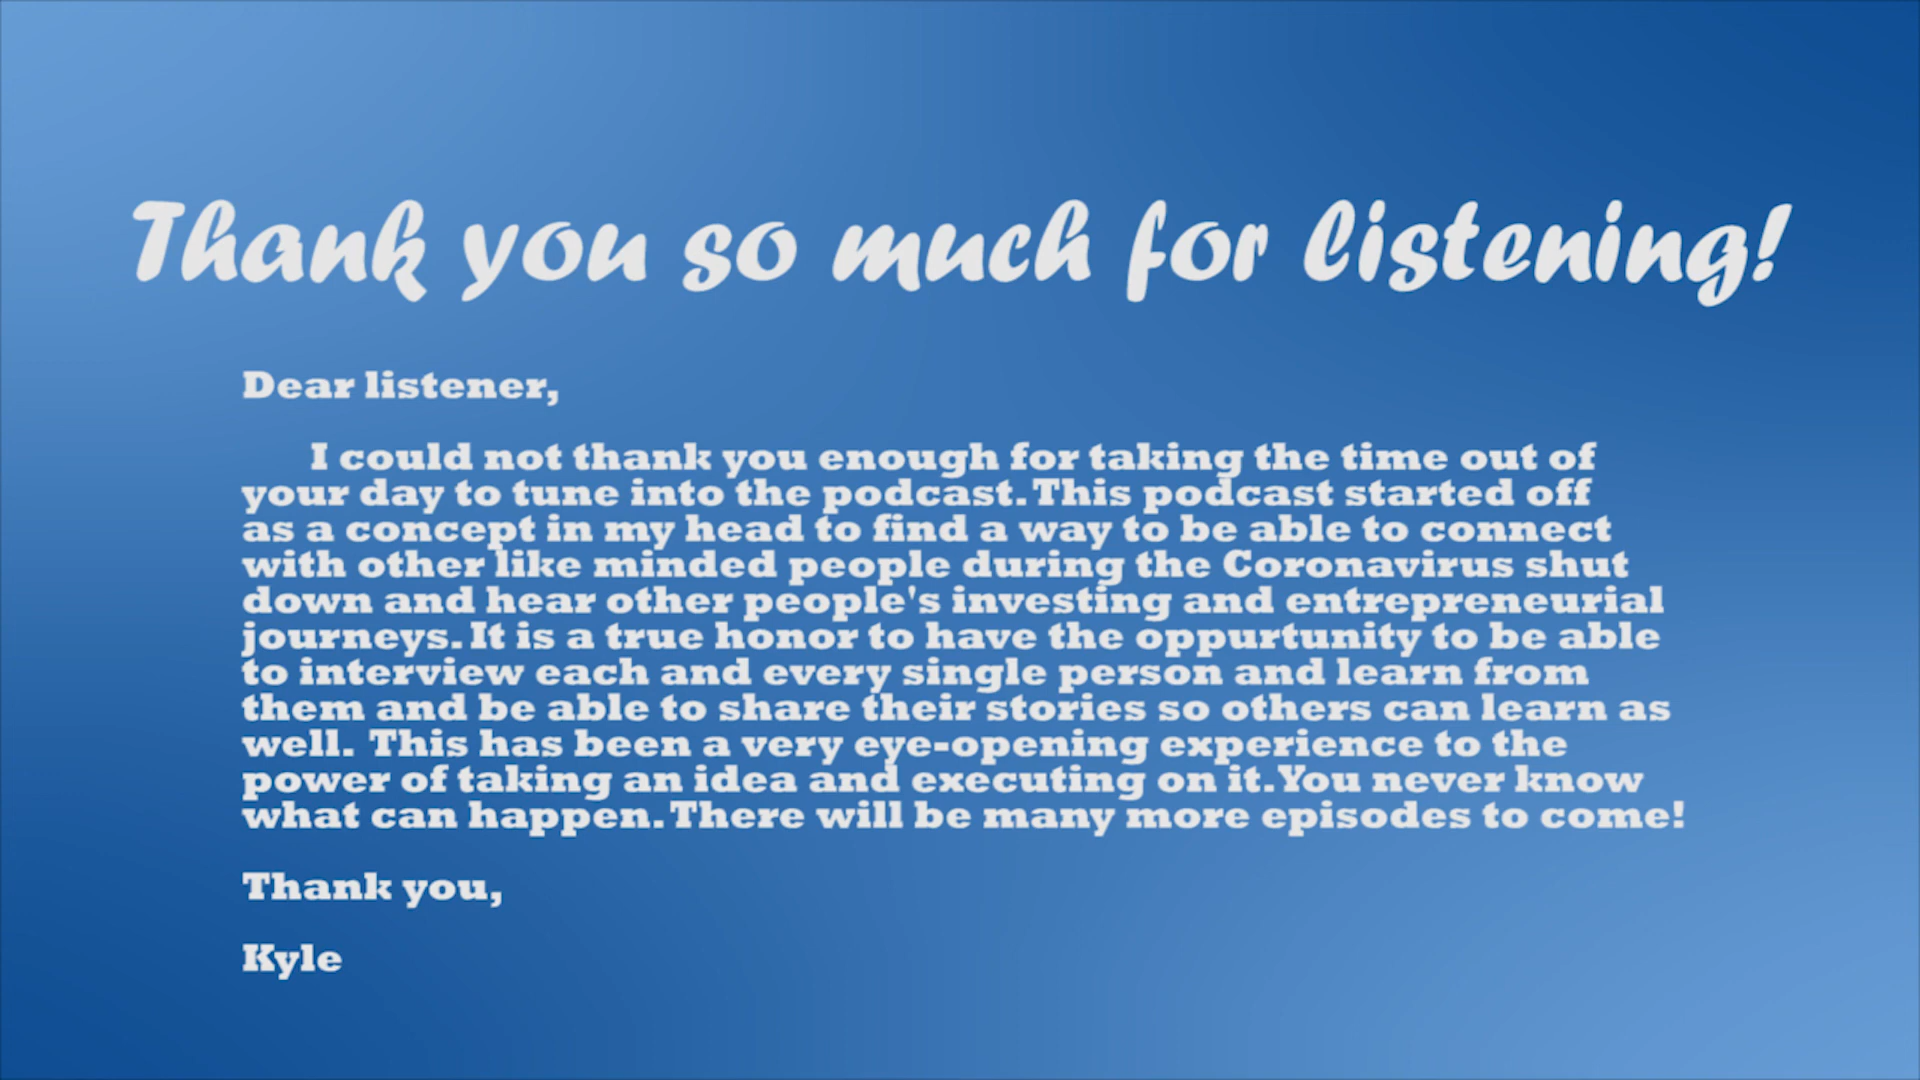 Thank you so much for listening!
Dear listener,
I could not thank you enough for taking the time out of
your day to tune into the podcast. This podcast started off
as a concept in my head to find a way to be able to connect
with other like minded people during the Coronavirus shut
down and hear other people's investing and entrepreneurial
journeys. It is a true honor to have the oppurtunity to be able
to interview each and every single person and learn from
them and be able to share their stories so others can learn as
well. This has been a very eye-opening experience to the
power of taking an idea and executing on it. You never know
what can happen. There will be many more episodes to come!
Thank you,
Kyle